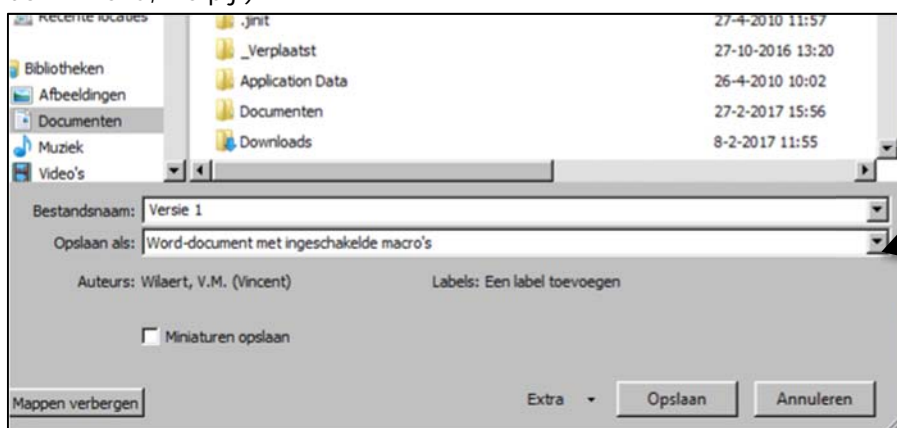 Recente locaties
.jinit 27-4-2010 11:57
_Verplaatst 27-10-2016 13:20
Bibliotheken
Application Data 26-4-2010 10:02
Afbeeldingen
Documenten 27-2-2017 15:56
Documenten
Downloads 8-2-2017 11:55
Muziek
Video's
Bestandsnaam: Versie 1
Opslaan als: Word-document met ingeschakelde macro's
Auteurs: Wilaert, V.M. (Vincent) Labels: Een label toevoegen
Miniaturen opslaan
Mappen verbergen Extra Opslaan Annuleren